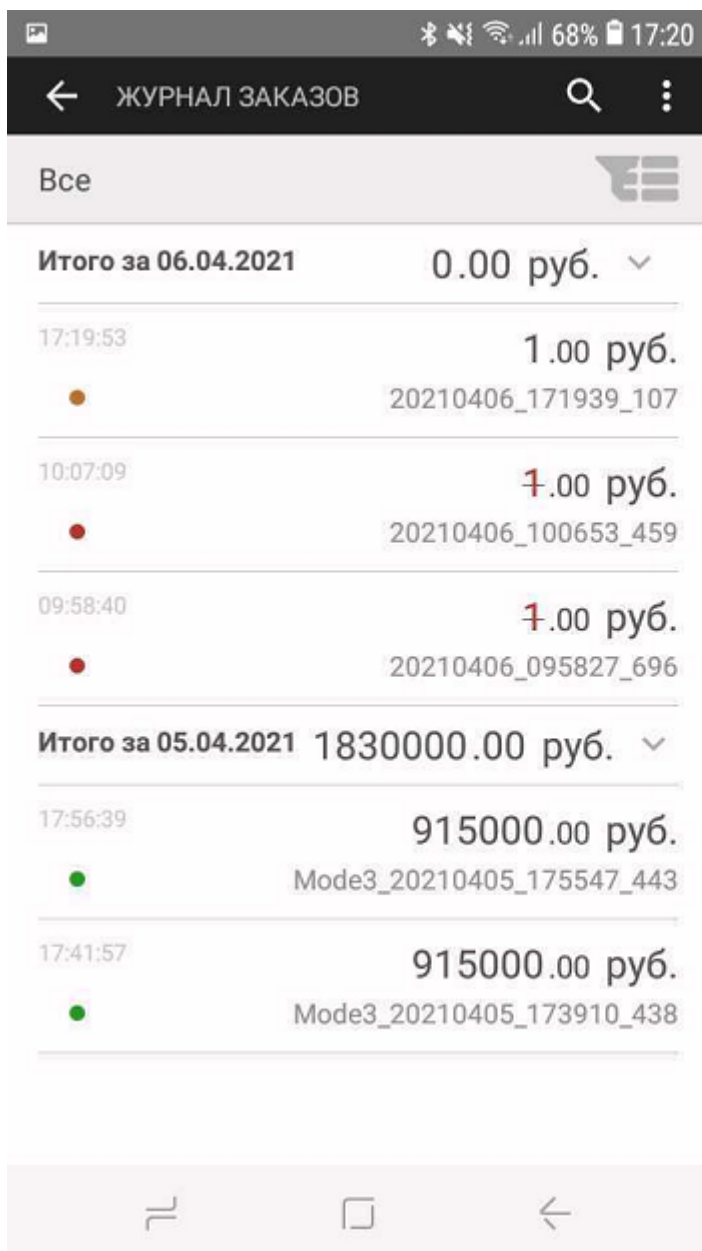 68% 17:20
ЖУРНАЛ ЗАКАЗОВ
Все
Итого за 06.04.2021 0.00 руб.
17:19:53
1.00 руб.
20210406_171939_107
10:07:09
1.00 руб.
20210406_100653_459
09:58:40
1.00 руб.
20210406_095827_696
Итого за 05.04.2021 1830000.00 руб.
17:56:39
915000.00 руб.
Mode3_20210405_175547_443
17:41:57
915000.00 руб.
Mode3_20210405_173910_438